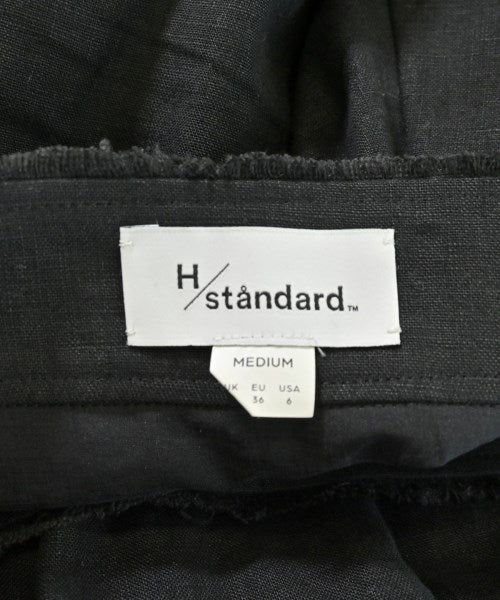 H/
ståndard™
MEDIUM
UK EU USA
36 6